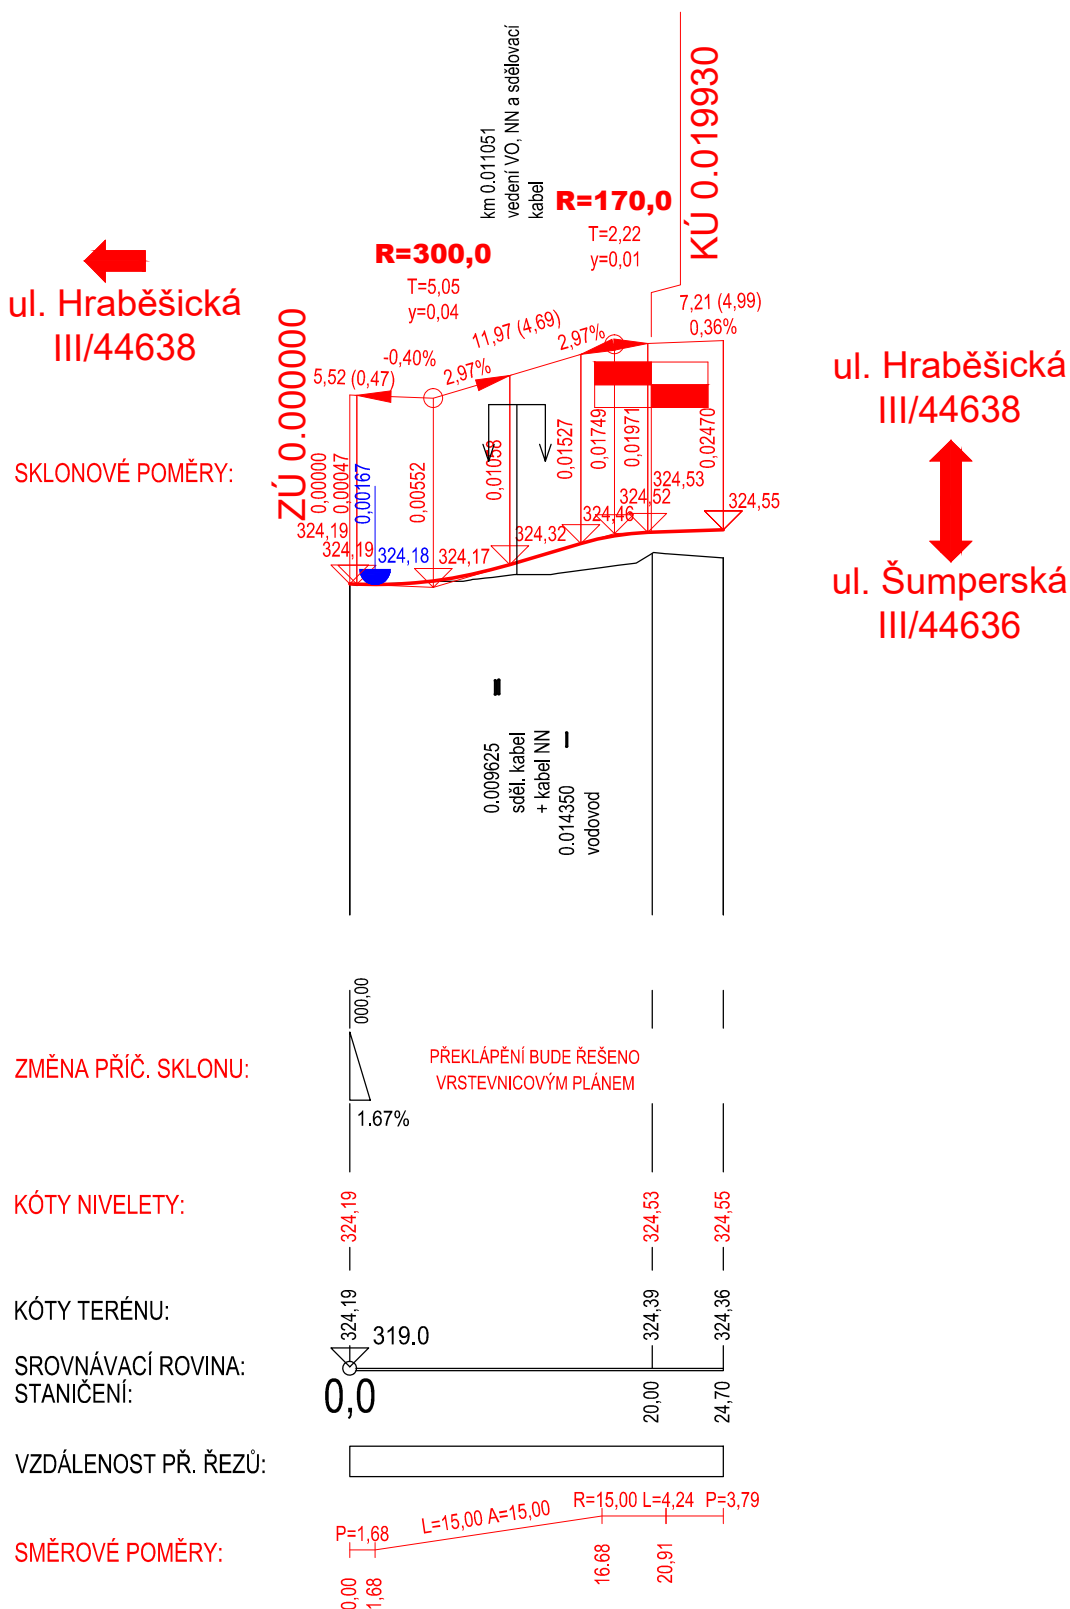 km 0.011051
vedení VO, NN a sdělovací
kabel
KÚ 0.019930
R=170,0
T=2,22
y=0,01
R=300,0
T=5,05
y=0,04
ul. Hraběšická
III/44638
7,21 (4,99)
0,36%
11,97 (4,69)
2,97%
-0,40%
5,52 (0,47)
2,97%
ZÚ 0.000000
ul. Hraběšická
III/44638
SKLONOVÉ POMĚRY:
0,00000
0,00047
0,00167
0,00552
0,01058
0,01527
0,01749
0,01971
0,02470
324,19
324,19
324,18
324,17
324,32
324,46
324,52
324,53
324,55
ul. Šumperská
III/44636
0.009625
sděl. kabel
+ kabel NN
0.014350
vodovod
000,00
ZMĚNA PŘÍČ. SKLONU:
PŘEKLÁPĚNÍ BUDE ŘEŠENO
VRSTEVNICOVÝM PLÁNEM
1.67%
KÓTY NIVELETY:
324,19
324,53
324,55
KÓTY TERÉNU:
324,19
324,39
324,36
319.0
SROVNÁVACÍ ROVINA:
STANIČENÍ:
0,0
20,00
24,70
VZDÁLENOST PŘ. ŘEZŮ:
SMĚROVÉ POMĚRY:
P=1,68
L=15,00 A=15,00
R=15,00 L=4,24
P=3,79
0,00
1,68
16.68
20,91